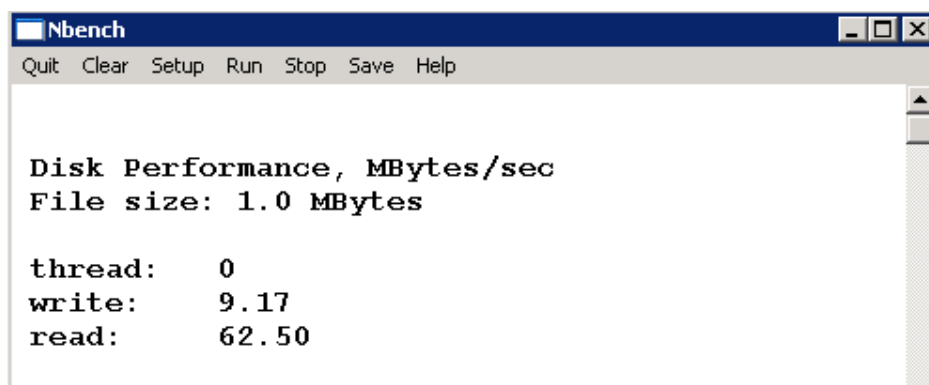 Nbench
Quit Clear Setup Run Stop Save Help
Disk Performance, MBytes/sec
File size: 1.0 MBytes
thread: 0
write: 9.17
read: 62.50